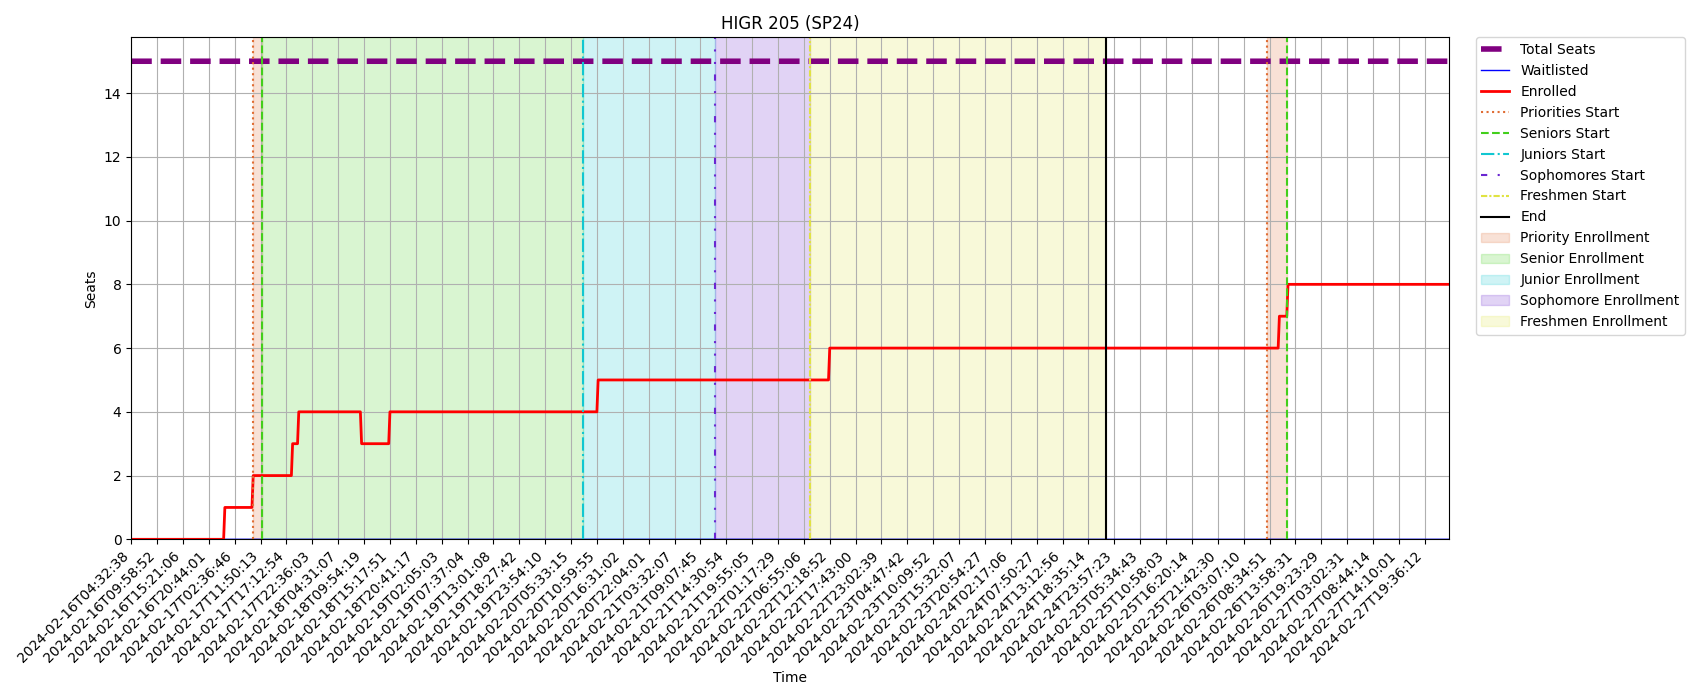 HIGR 205 (SP24)
Total Seats
Waitlisted
Enrolled
Priorities Start
Seniors Start
Juniors Start
Sophomores Start
Freshmen Start
End
Priority Enrollment
Senior Enrollment
Junior Enrollment
Sophomore Enrollment
Freshmen Enrollment
Seats
14
12
10
8
6
4
2
0
2024-02-16T04:32:38
2024-02-16T09:58:52
2024-02-16T15:21:06
2024-02-16T20:44:01
2024-02-17T02:36:46
2024-02-17T11:50:13
2024-02-17T17:12:54
2024-02-17T22:36:03
2024-02-18T04:31:07
2024-02-18T09:54:19
2024-02-18T15:17:51
2024-02-18T20:41:17
2024-02-19T02:05:03
2024-02-19T07:37:04
2024-02-19T13:01:08
2024-02-19T18:27:42
2024-02-19T23:54:10
2024-02-20T05:33:15
2024-02-20T10:59:55
2024-02-20T16:31:02
2024-02-20T22:04:01
2024-02-21T03:32:07
2024-02-21T09:07:45
2024-02-21T14:30:54
2024-02-21T19:55:05
2024-02-22T01:17:29
2024-02-22T06:55:06
2024-02-22T12:18:52
2024-02-22T17:43:00
2024-02-22T23:02:39
2024-02-23T04:47:42
2024-02-23T10:09:52
2024-02-23T15:32:07
2024-02-23T20:54:27
2024-02-24T02:17:06
2024-02-24T07:50:27
2024-02-24T13:12:56
2024-02-24T18:35:14
2024-02-24T23:57:23
2024-02-25T05:34:43
2024-02-25T10:58:03
2024-02-25T16:20:14
2024-02-25T21:42:30
2024-02-26T03:07:10
2024-02-26T08:34:51
2024-02-26T13:58:31
2024-02-26T19:23:29
2024-02-27T03:02:31
2024-02-27T08:44:14
2024-02-27T14:10:01
2024-02-27T19:36:12
Time